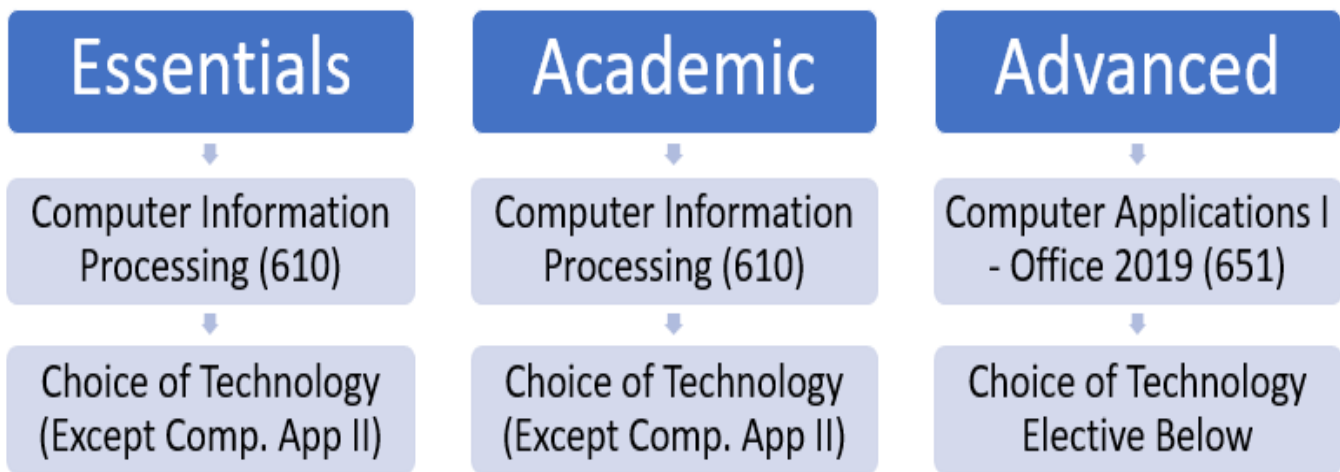 Essentials
Computer Information
Processing (610)
Choice of Technology
(Except Comp. App II)
Academic
Computer Information
Processing (610)
Choice of Technology
(Except Comp. App II)
Advanced
Computer Applications I
- Office 2019 (651)
Choice of Technology
Elective Below